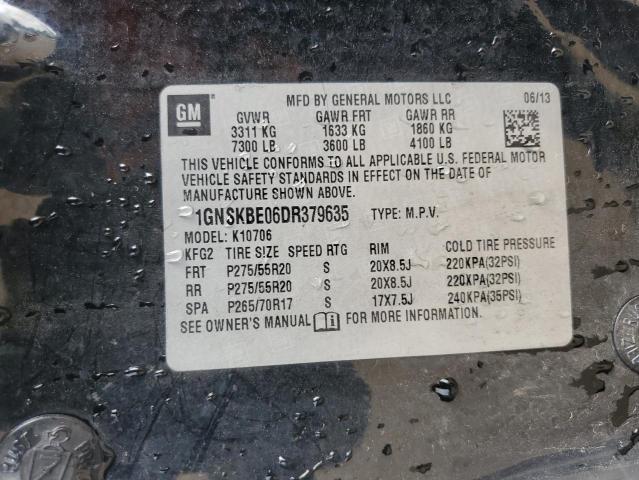 GM
MFD BY GENERAL MOTORS LLC 06/13
GVWR GAWR FRT GAWR RR
3311 KG 1633 KG 1860 KG
7300 LB 3600 LB 4100 LB
THIS VEHICLE CONFORMS TO ALL APPLICABLE U.S. FEDERAL MOTOR
VEHICLE SAFETY STANDARDS IN EFFECT ON THE DATE OF
MANUFACTURE SHOWN ABOVE.
1GNSKBE06DR379635 TYPE: M.P.V.
MODEL: K10706
KFG2 TIRE SIZE SPEED RTG RIM COLD TIRE PRESSURE
FRT P275/55R20 S 20X8.5J 220KPA(32PSI)
RR P275/55R20 S 20X8.5J 220KPA(32PSI)
SPA P265/70R17 S 17X7.5J 240KPA(35PSI)
SEE OWNER'S MANUAL FOR MORE INFORMATION.